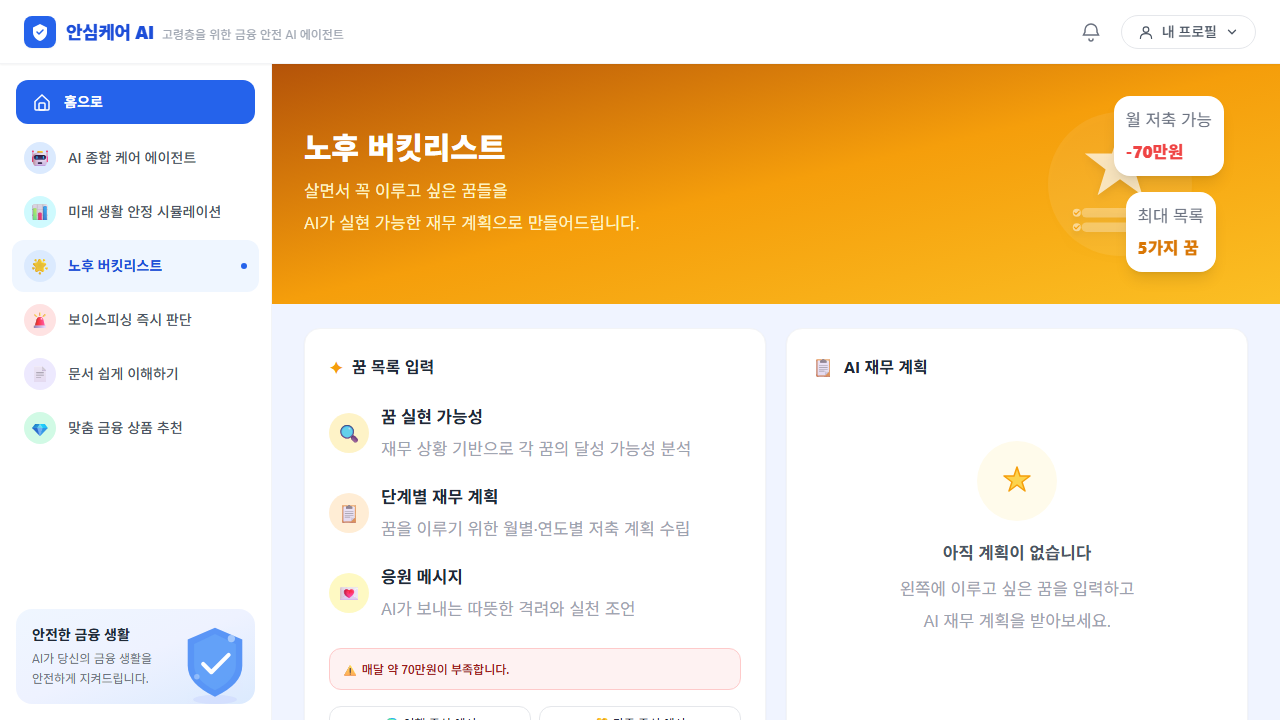 안심케어 AI
고령층을 위한 금융 안전 AI 에이전트
내 프로필
홈으로
AI 종합 케어 에이전트
미래 생활 안정 시뮬레이션
노후 버킷리스트
보이스피싱 즉시 판단
문서 쉽게 이해하기
맞춤 금융 상품 추천
안전한 금융 생활
AI가 당신의 금융 생활을
안전하게 지켜드립니다.
노후 버킷리스트
살면서 꼭 이루고 싶은 꿈들을
AI가 실현 가능한 재무 계획으로 만들어드립니다.
월 저축 가능
-70만원
최대 목록
5가지 꿈
꿈 목록 입력
꿈 실현 가능성
재무 상황 기반으로 각 꿈의 달성 가능성 분석
단계별 재무 계획
꿈을 이루기 위한 월별·연도별 저축 계획 수립
응원 메시지
AI가 보내는 따뜻한 격려와 실천 조언
매달 약 70만원이 부족합니다.
AI 재무 계획
아직 계획이 없습니다
왼쪽에 이루고 싶은 꿈을 입력하고
AI 재무 계획을 받아보세요.